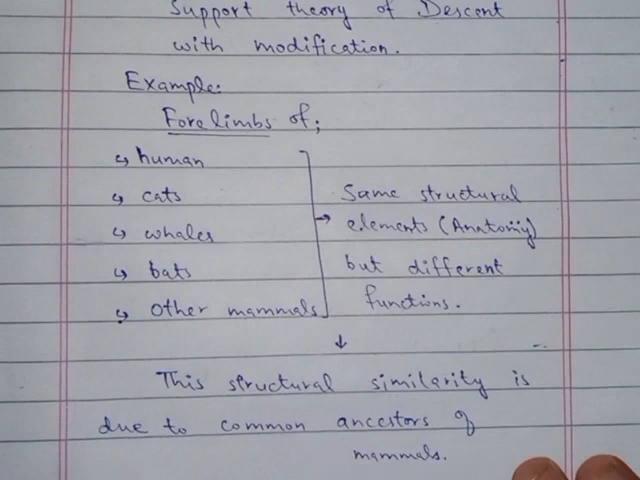 Support theory of Descent
with modification.
Example:
Forelimbs of;
↳ human
↳ cats
↳ whales
↳ bats
↳ Other mammals
→ Same structural
elements (Anatomy)
but different
functions.
↓
This structural similarity is
due to common ancestors of
mammals.